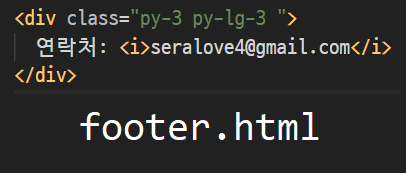 <div class="py-3 py-lg-3 ">
연락처: <i>seralove4@gmail.com</i>
</div>
footer.html